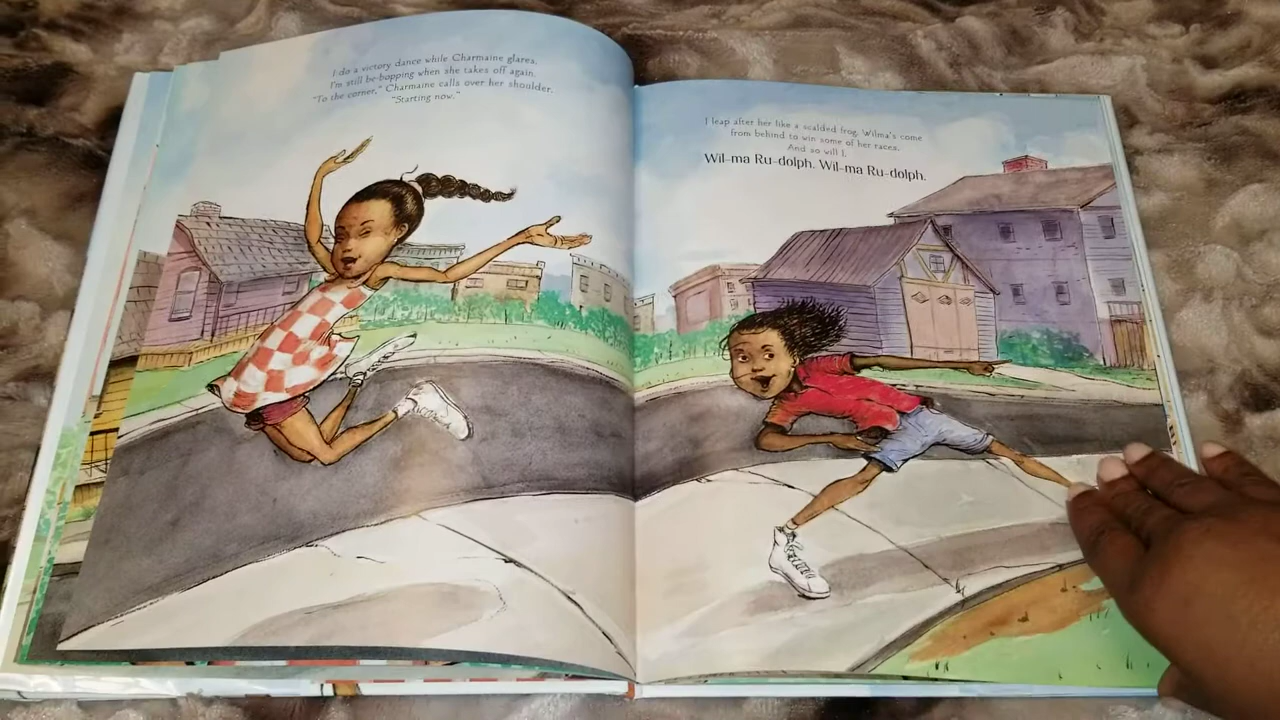 I do a victory dance while Charmaine glares.
I'm still be-bopping when she takes off again.
"To the corner," Charmaine calls over her shoulder.
"Starting now."
I leap after her like a scalded frog. Wilma's come
from behind to win some of her races.
And so will I.
Wil-ma Ru-dolph. Wil-ma Ru-dolph.